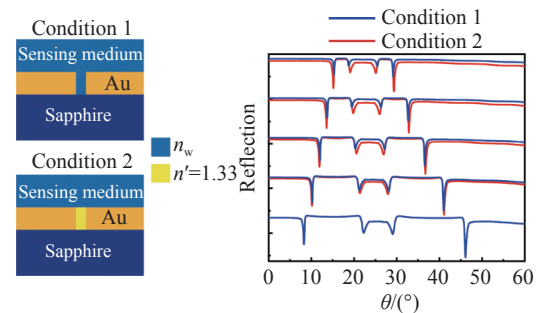 Condition 1
Sensing medium
Au
Sapphire
Condition 2
Sensing medium
Au
Sapphire
n_w
n′=1.33
Condition 1
Condition 2
Reflection
0 10 20 30 40 50 60
θ/(°)